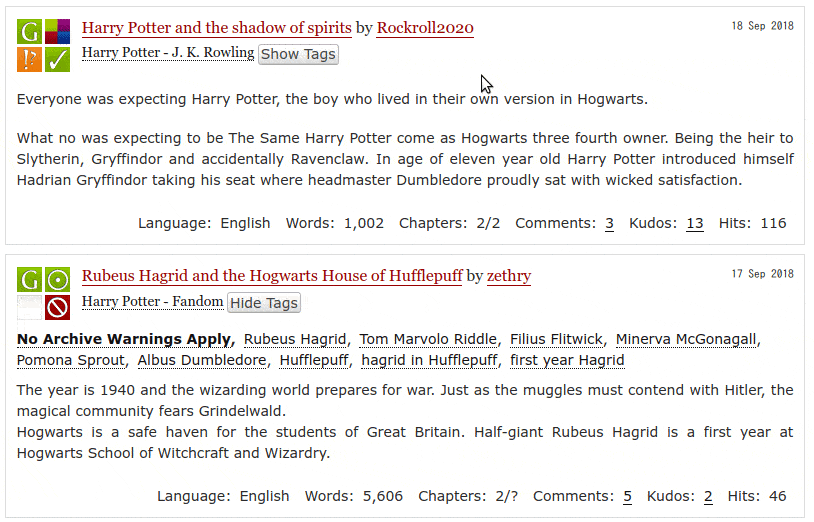 G Harry Potter and the shadow of spirits by Rockroll2020 18 Sep 2018
!? Harry Potter - J. K. Rowling Show Tags
Everyone was expecting Harry Potter, the boy who lived in their own version in Hogwarts.
What no was expecting to be The Same Harry Potter come as Hogwarts three fourth owner. Being the heir to
Slytherin, Gryffindor and accidentally Ravenclaw. In age of eleven year old Harry Potter introduced himself
Hadrian Gryffindor taking his seat where headmaster Dumbledore proudly sat with wicked satisfaction.
Language: English Words: 1,002 Chapters: 2/2 Comments: 3 Kudos: 13 Hits: 116
G Rubeus Hagrid and the Hogwarts House of Hufflepuff by zethry 17 Sep 2018
Harry Potter - Fandom Hide Tags
No Archive Warnings Apply, Rubeus Hagrid, Tom Marvolo Riddle, Filius Flitwick, Minerva McGonagall,
Pomona Sprout, Albus Dumbledore, Hufflepuff, hagrid in Hufflepuff, first year Hagrid
The year is 1940 and the wizarding world prepares for war. Just as the muggles must contend with Hitler, the
magical community fears Grindelwald.
Hogwarts is a safe haven for the students of Great Britain. Half-giant Rubeus Hagrid is a first year at
Hogwarts School of Witchcraft and Wizardry.
Language: English Words: 5,606 Chapters: 2/? Comments: 5 Kudos: 2 Hits: 46